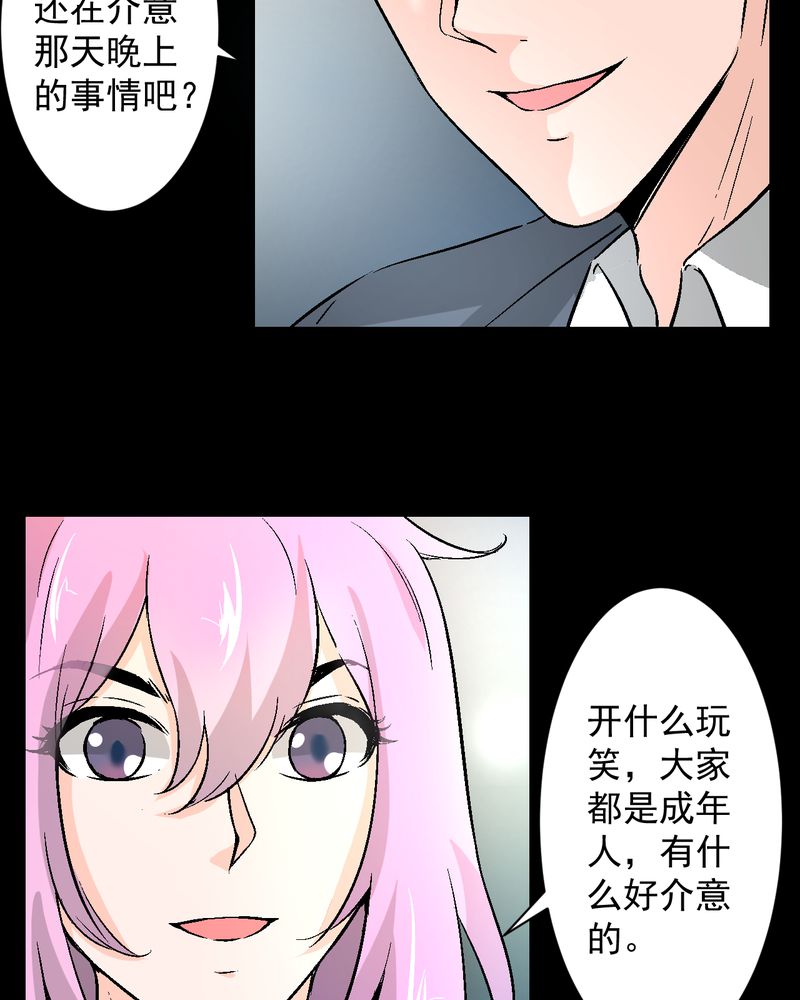 还在介意
那天晚上
的事情吧？
开什么玩
笑，大家
都是成年
人，有什
么好介意
的。